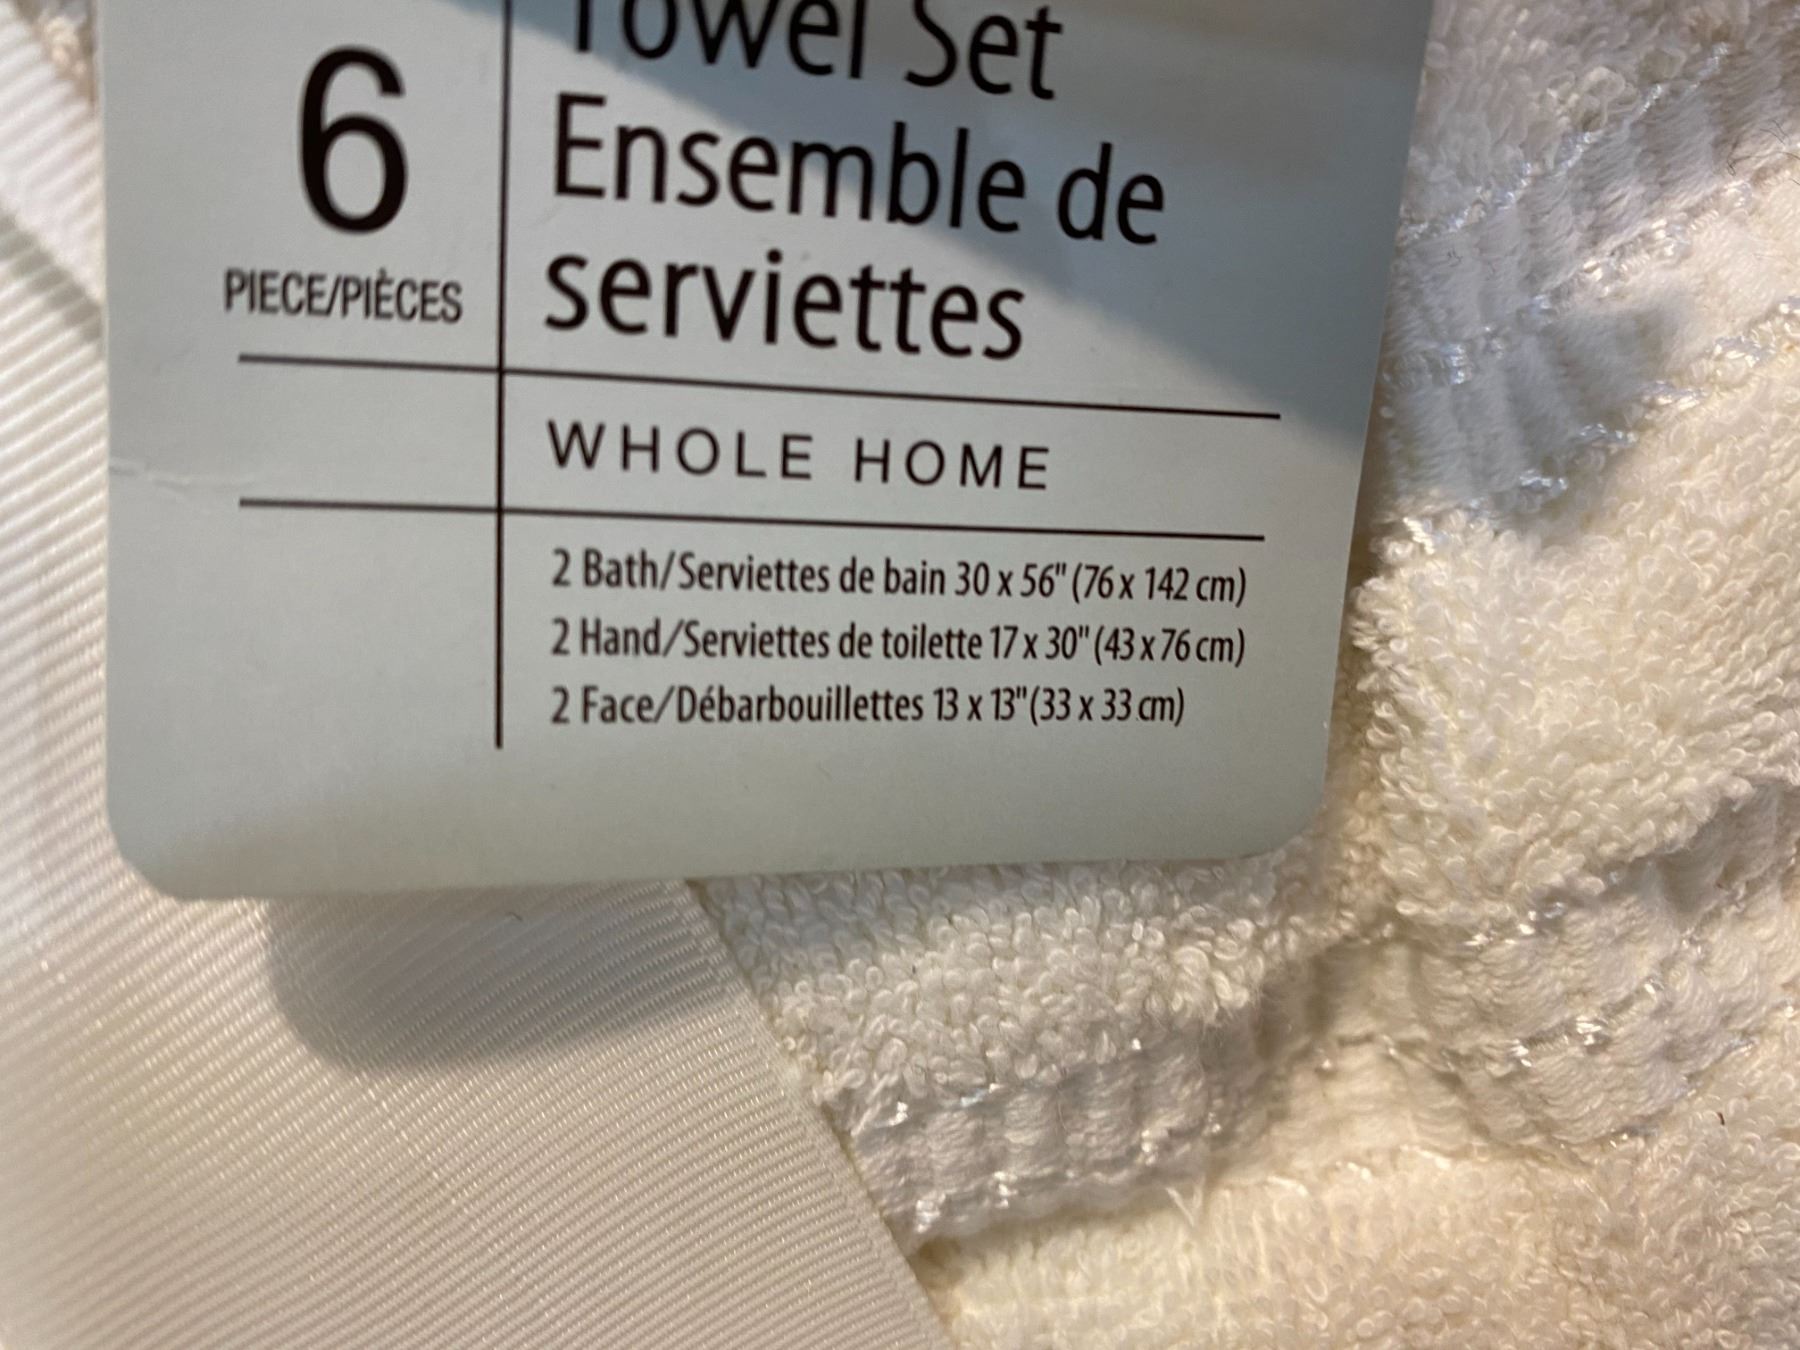 6
PIECE/PIÈCES
Towel Set
Ensemble de
serviettes
WHOLE HOME
2 Bath/Serviettes de bain 30 x 56" (76 x 142 cm)
2 Hand/Serviettes de toilette 17 x 30" (43 x 76 cm)
2 Face/Débarbouillettes 13 x 13" (33 x 33 cm)